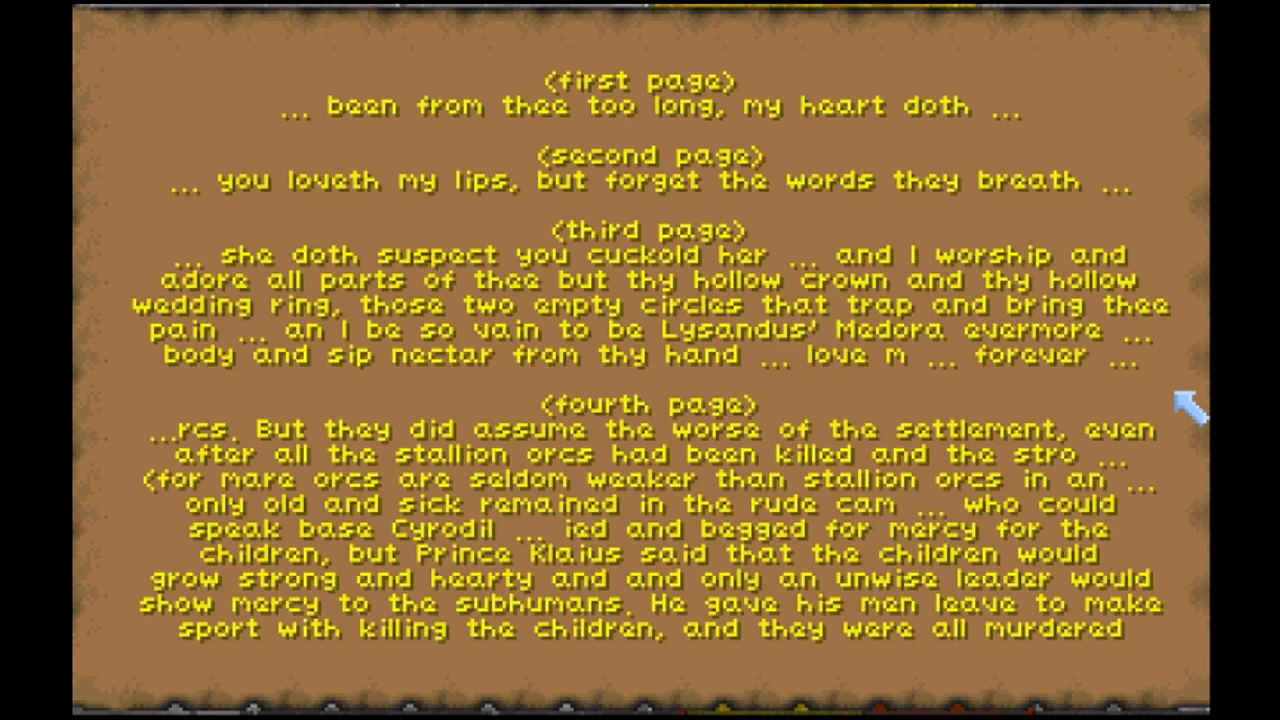 (first page)
... been from thee too long, my heart doth ...
(second page)
... you loveth my lips, but forget the words they breath ...
(third page)
... she doth suspect you cuckold her ... and I worship and
adore all parts of thee but thy hollow crown and thy hollow
wedding ring, those two empty circles that trap and bring thee
pain ... an I be so vain to be Lysandus' Medora evermore ...
body and sip nectar from thy hand ... love m ... forever ...
(fourth page)
...rcs. But they did assume the worse of the settlement, even
after all the stallion orcs had been killed and the stro ...
(for mare orcs are seldom weaker than stallion orcs in an ...
only old and sick remained in the rude cam ... who could
speak base Cyrodil ... ied and begged for mercy for the
children, but Prince Klaius said that the children would
grow strong and hearty and and only an unwise leader would
show mercy to the subhumans. He gave his men leave to make
sport with killing the children, and they were all murdered